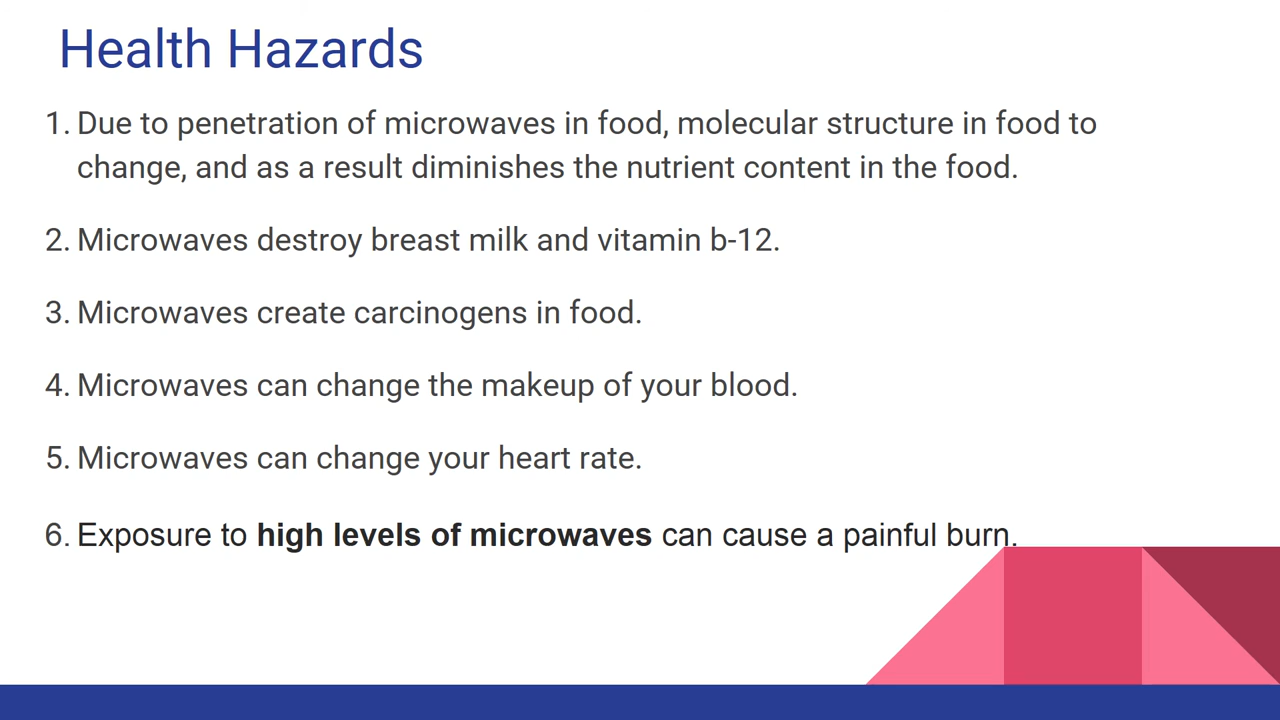 Health Hazards
1. Due to penetration of microwaves in food, molecular structure in food to
change, and as a result diminishes the nutrient content in the food.
2. Microwaves destroy breast milk and vitamin b-12.
3. Microwaves create carcinogens in food.
4. Microwaves can change the makeup of your blood.
5. Microwaves can change your heart rate.
6. Exposure to high levels of microwaves can cause a painful burn.